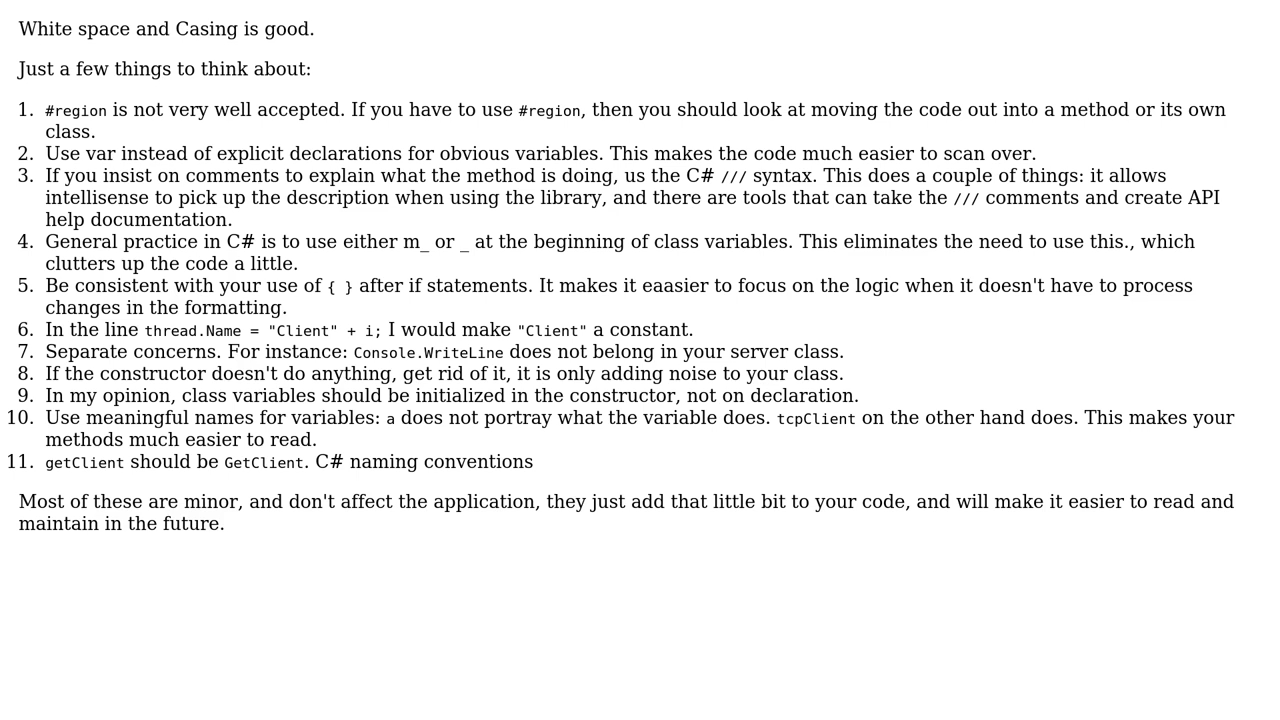 White space and Casing is good.
Just a few things to think about:
1. #region is not very well accepted. If you have to use #region, then you should look at moving the code out into a method or its own
class.
2. Use var instead of explicit declarations for obvious variables. This makes the code much easier to scan over.
3. If you insist on comments to explain what the method is doing, us the C# /// syntax. This does a couple of things: it allows
intellisense to pick up the description when using the library, and there are tools that can take the /// comments and create API
help documentation.
4. General practice in C# is to use either m_ or _ at the beginning of class variables. This eliminates the need to use this., which
clutters up the code a little.
5. Be consistent with your use of { } after if statements. It makes it eaasier to focus on the logic when it doesn't have to process
changes in the formatting.
6. In the line thread.Name = "Client" + i; I would make "Client" a constant.
7. Separate concerns. For instance: Console.WriteLine does not belong in your server class.
8. If the constructor doesn't do anything, get rid of it, it is only adding noise to your class.
9. In my opinion, class variables should be initialized in the constructor, not on declaration.
10. Use meaningful names for variables: a does not portray what the variable does. tcpClient on the other hand does. This makes your
methods much easier to read.
11. getClient should be GetClient. C# naming conventions
Most of these are minor, and don't affect the application, they just add that little bit to your code, and will make it easier to read and
maintain in the future.